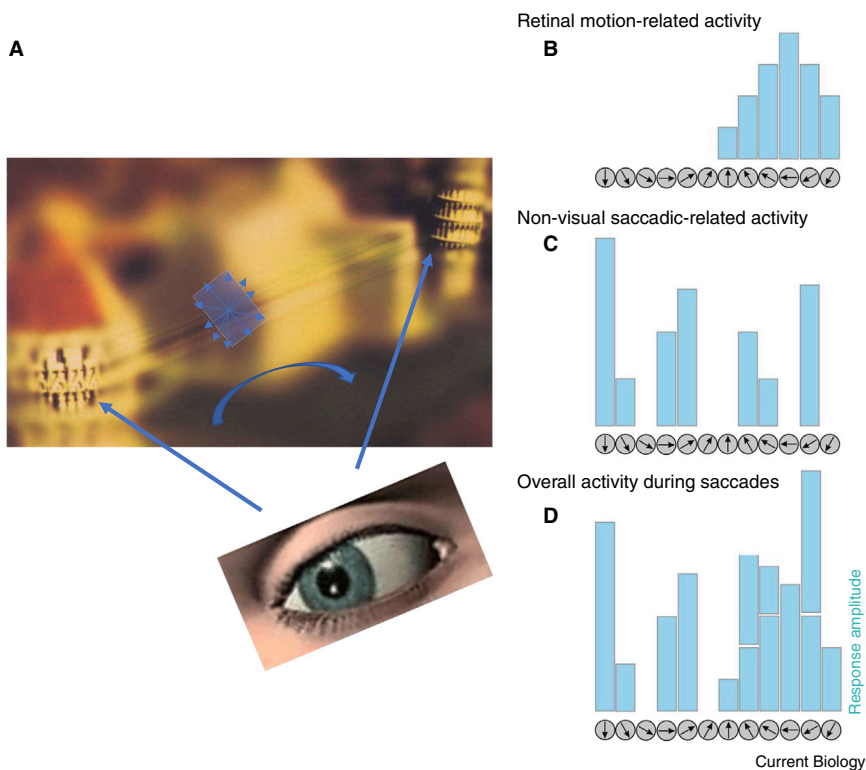 A
Retinal motion-related activity
B
Non-visual saccadic-related activity
C
Overall activity during saccades
D
Response amplitude
Current Biology